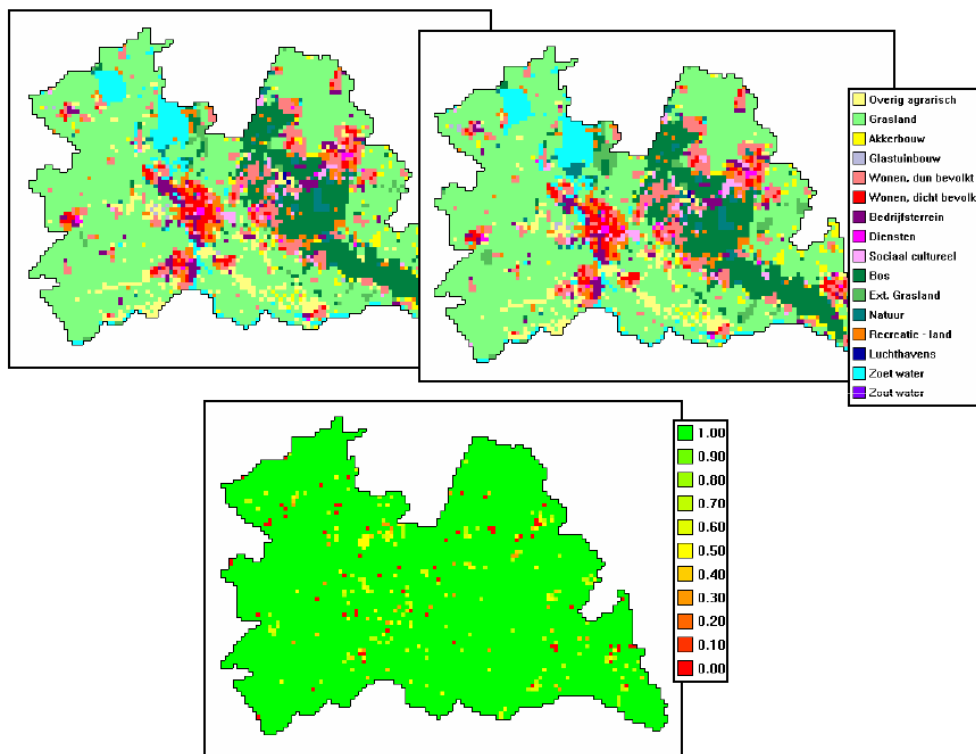 Overig agrarisch
Grasland
Akkerbouw
Glastuinbouw
Wonen, dun bevolkt
Wonen, dicht bevolk
Bedrijfsterrein
Diensten
Sociaal cultureel
Bos
Ext. Grasland
Natuur
Recreatie - land
Luchthavens
Zoet water
Zout water
1.00
0.90
0.80
0.70
0.60
0.50
0.40
0.30
0.20
0.10
0.00